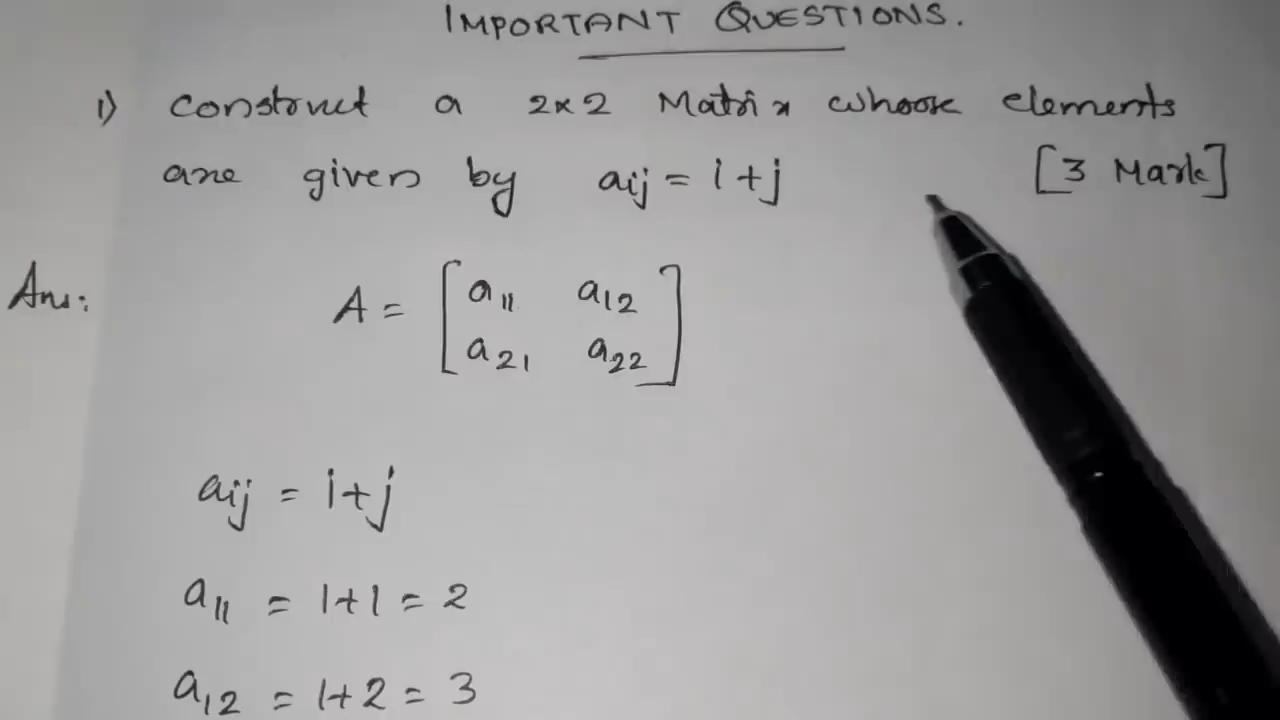 IMPORTANT QUESTIONS.
1) Construct a 2x2 Matrix whose elements
are given by aij = i+j [3 Mark]
Ans: A = [a11 a12
a21 a22]
aij = i+j
a11 = 1+1 = 2
a12 = 1+2 = 3